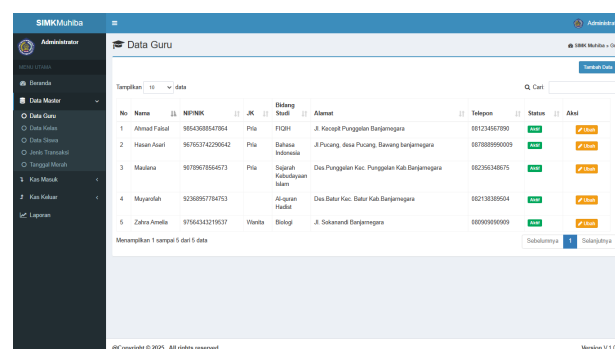 SIMKMuhiba
Administrator
Administrator
MENU UTAMA
Beranda
Data Master
Data Guru
Data Kelas
Data Siswa
Jenis Transaksi
Tanggal Merah
Kas Masuk
Kas Keluar
Laporan
Data Guru
SIMK Muhiba > Gu
Tambah Data
Tampilkan 10 data
Cari
No Nama NIP/NIK JK Bidang Studi Alamat Telepon Status Aksi
1 Ahmad Faisal 98543688547864 Pria FIQIH Jl. Kecepit Punggelan Banjarnegara 081234567890 Aktif Ubah
2 Hasan Asari 967653742290642 Pria Bahasa Indonesia Jl.Pucang, desa Pucang, Bawang banjarnegara 0878889990009 Aktif Ubah
3 Maulana 90789678564573 Pria Sejarah Kebudayaan Islam Des.Punggelan Kec. Punggelan Kab.Banjarnegara 082356348675 Aktif Ubah
4 Muyarofah 92368957784753 Al-quran Hadist Des.Batur Kec. Batur Kab.Banjarnegara 082138389504 Aktif Ubah
5 Zahra Amelia 97564343219537 Wanita Biologi Jl. Sokanandi Banjarnegara 080909090909 Aktif Ubah
Menampilkan 1 sampai 5 dari 5 data
Sebelumnya 1 Selanjutnya
@Copyright © 2025. All rights reserved
Version V.1.0